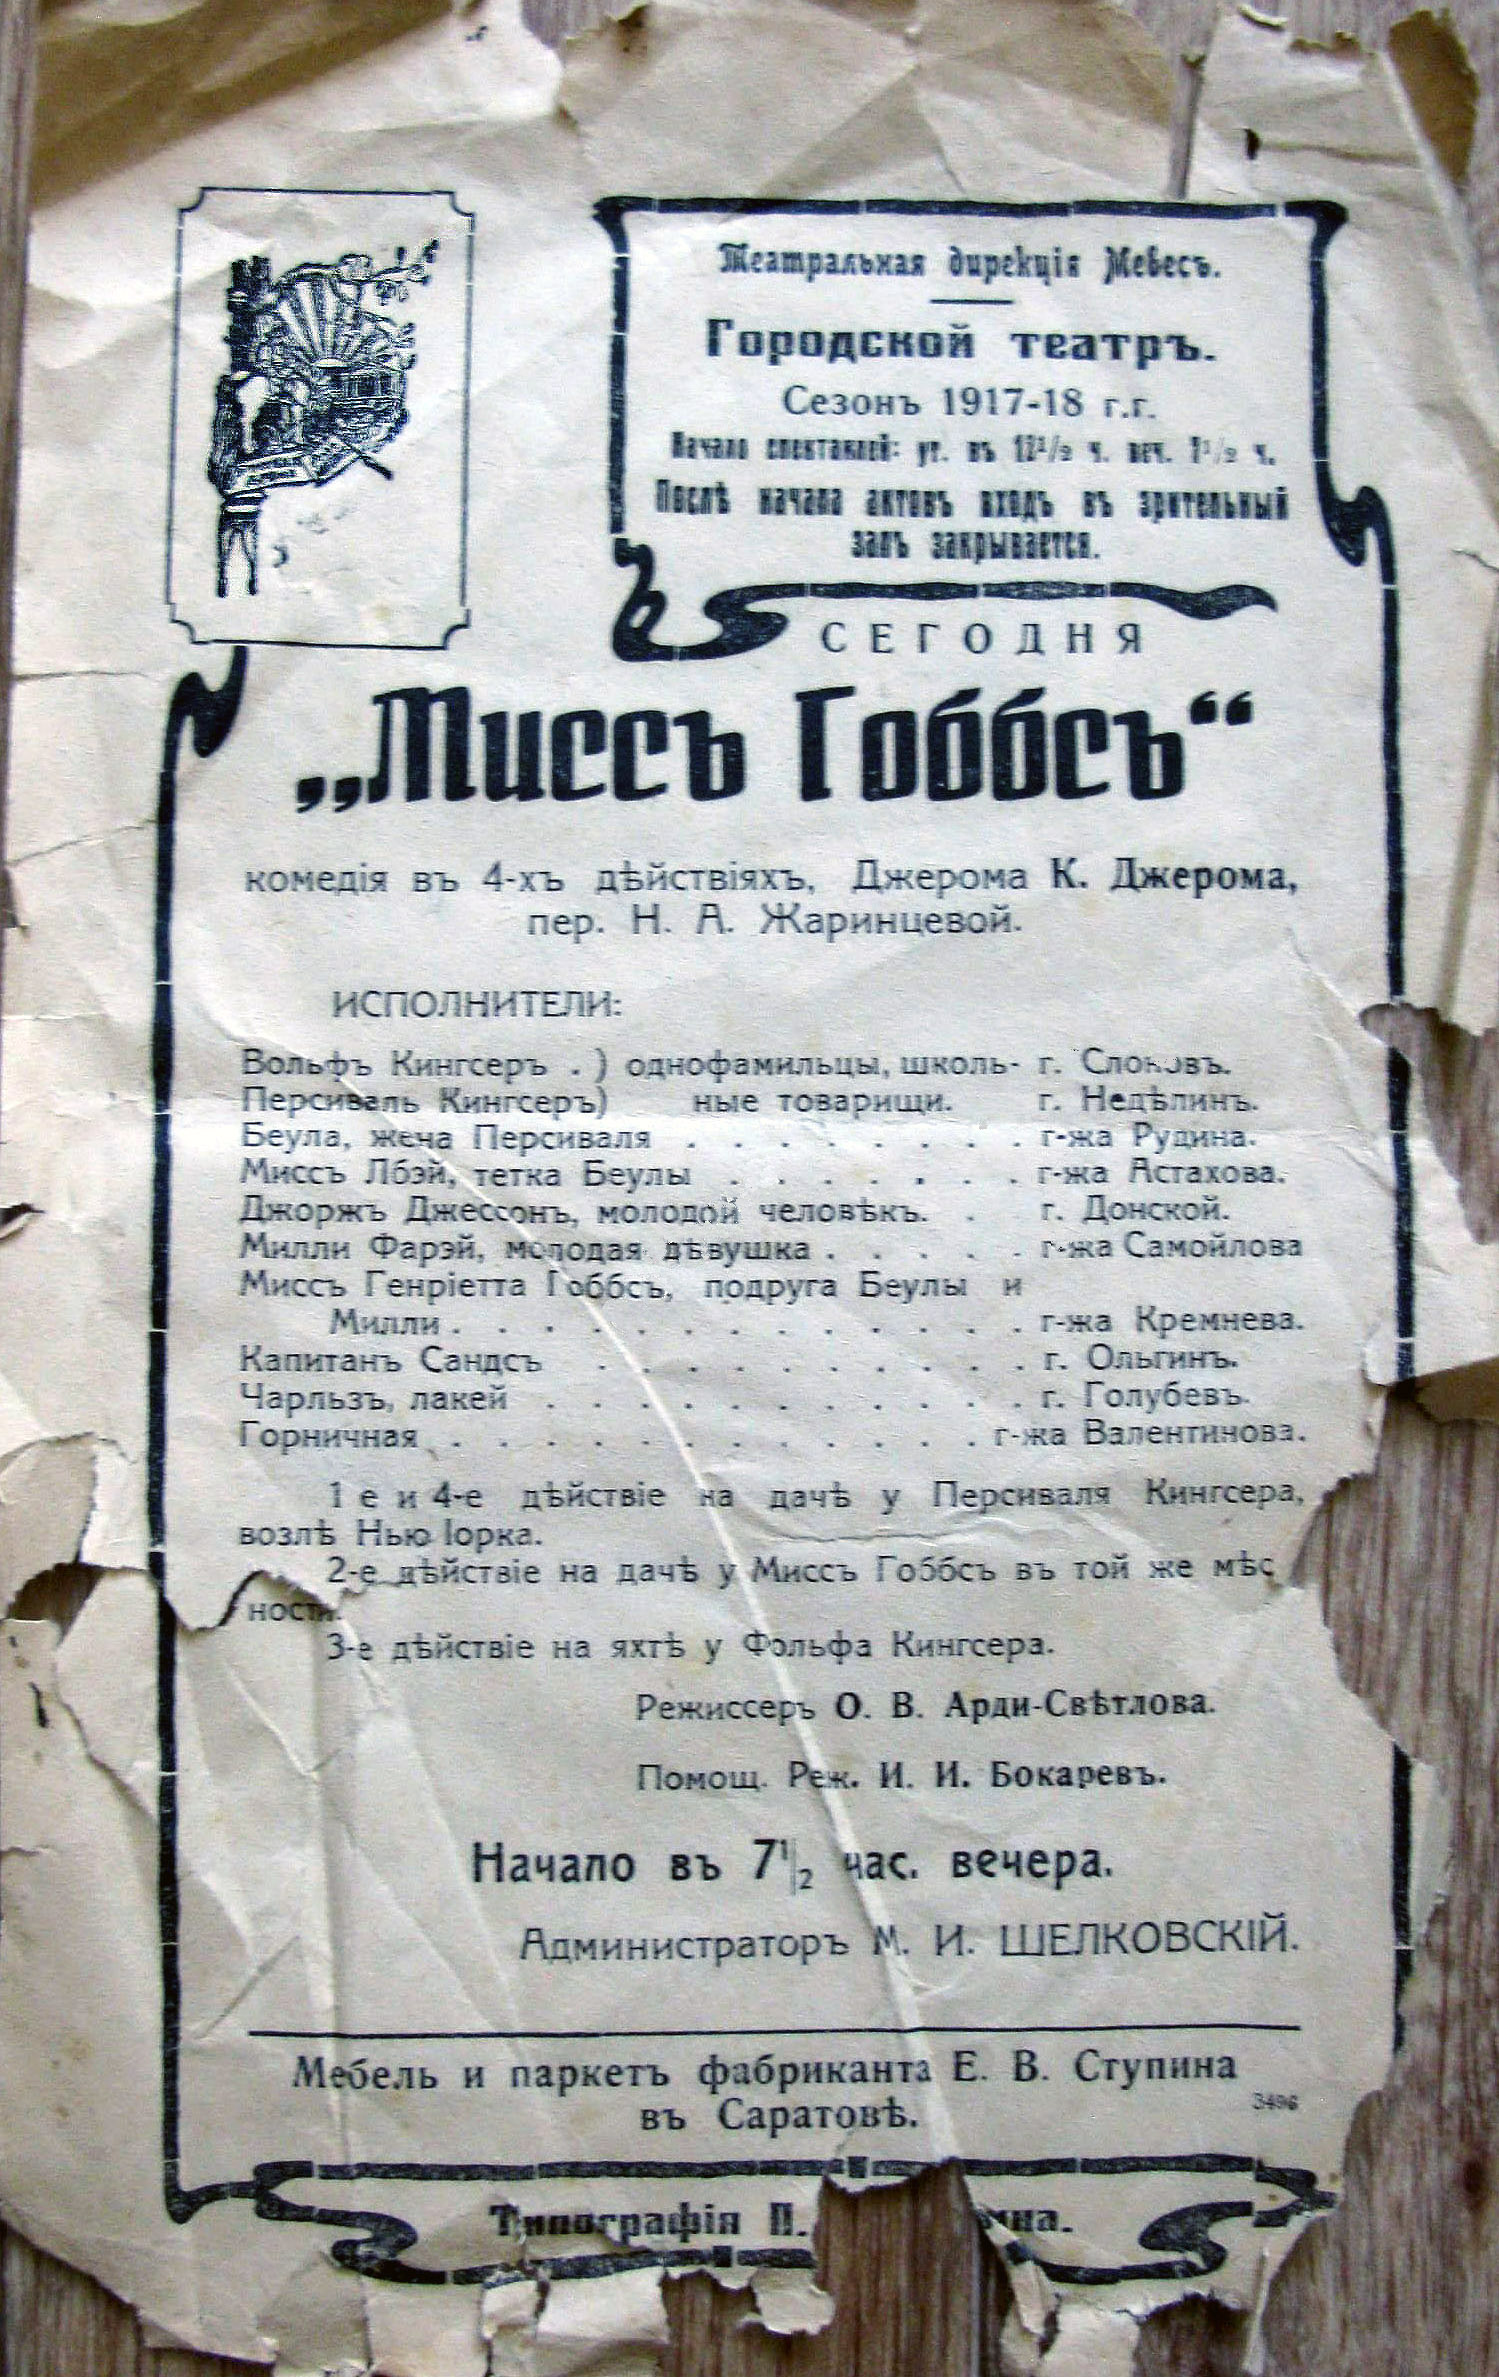 Театральная дирекція Мевесъ.
Городской театръ.
Сезонъ 1917-18 г.г.
Начало спектаклей: ут. въ 12¹/₂ ч. веч. 7¹/₂ ч.
Послѣ начала актовъ входъ въ зрительный
залъ закрывается.
СЕГОДНЯ
„Миссъ Гоббсъ“
комедія въ 4-хъ дѣйствіяхъ, Джерома К. Джерома,
пер. Н. А. Жаринцевой.
ИСПОЛНИТЕЛИ:
Вольфъ Кингсеръ . ) однофамильцы, школь- г.
Персиваль Кингсеръ) ные товарищи. г. Недѣлинъ.
Беула, жена Персиваля . . . . . . . . . г-жа Рудина.
Миссъ Лбэй, тетка Беулы . . . . . . . . г-жа Астахова.
Джоржъ Джессонъ, молодой человѣкъ. . г. Донской.
Милли Фарэй, молодая дѣвушка . . . . . . г-жа Самойлова
Миссъ Генріетта Гоббсъ, подруга Беулы и
Милли . . . . . . . . . . . . . . . г-жа Кремнева.
Капитанъ Сандсъ . . . . . . . . . . . . г. Ольгинъ.
Чарльзъ, лакей . . . . . . . . . . . . . г. Голубевъ.
Горничная . . . . . . . . . . . . . . . г-жа Валентинова.
1 е и 4-е дѣйствіе на дачѣ у Персиваля Кингсера,
возлѣ Нью Іорка.
2-е дѣйствіе на дачѣ у Миссъ Гоббсъ въ той же мѣс
ности.
3-е дѣйствіе на яхтѣ у Фольфа Кингсера.
Режиссеръ О. В. Арди-Свѣтлова.
Помощ. Реж. И. И. Бокаревъ.
Начало въ 7¹/₂ час. вечера.
Администраторъ М. И. ШЕЛКОВСКІЙ.
Мебель и паркетъ фабриканта Е. В. Ступина
въ Саратовѣ.
3496
Типографія П.